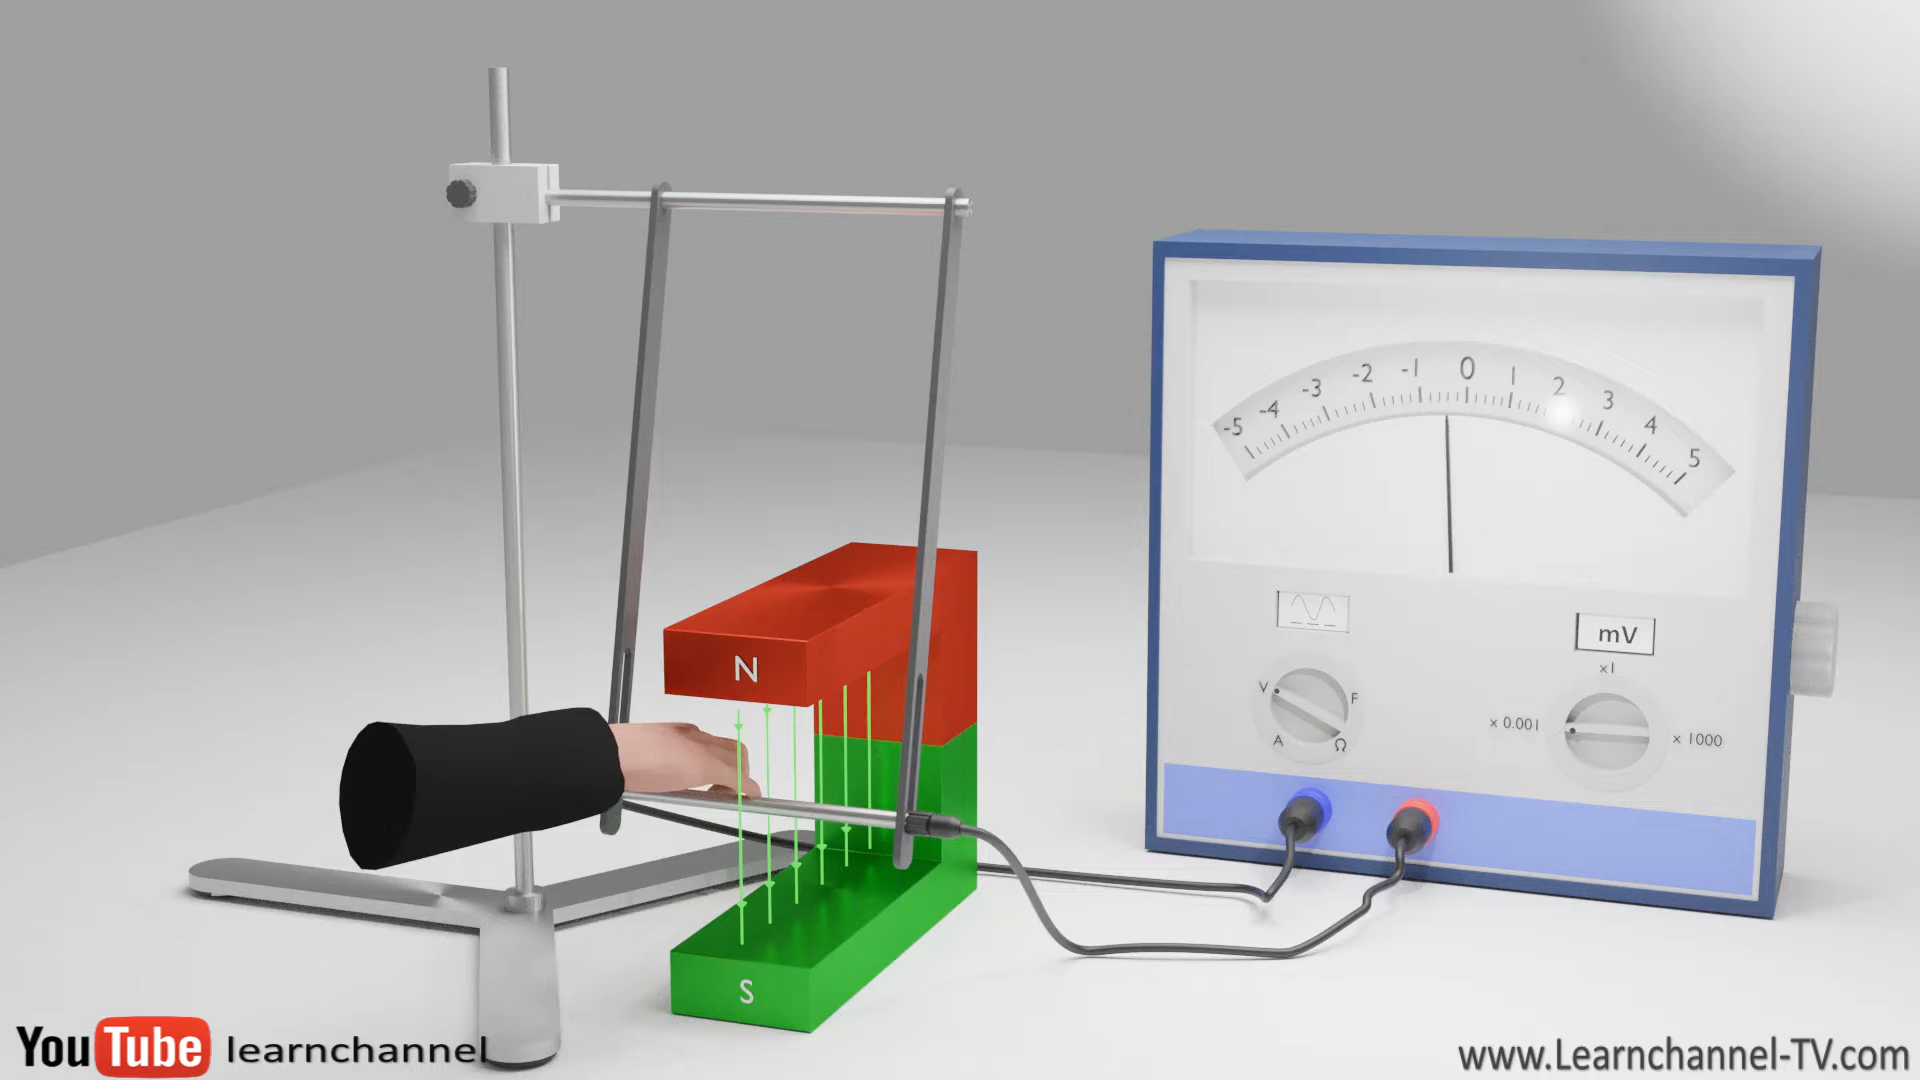 -5 -4 -3 -2 -1 0 1 2 3 4 5
mV
x1
V F
x 0.001 x 1000
A Ω
N
S
YouTube learnchannel
www.Learnchannel-TV.com